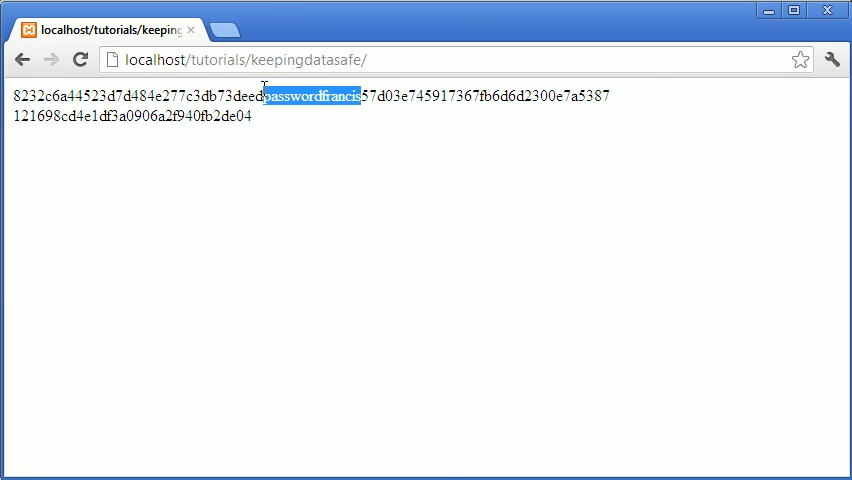 localhost/tutorials/keeping
localhost/tutorials/keepingdatasafe/
8232c6a44523d7d484e277c3db73deedpasswordfrancis57d03e745917367fb6d6d2300e7a5387
121698cd4e1df3a0906a2f940fb2de04